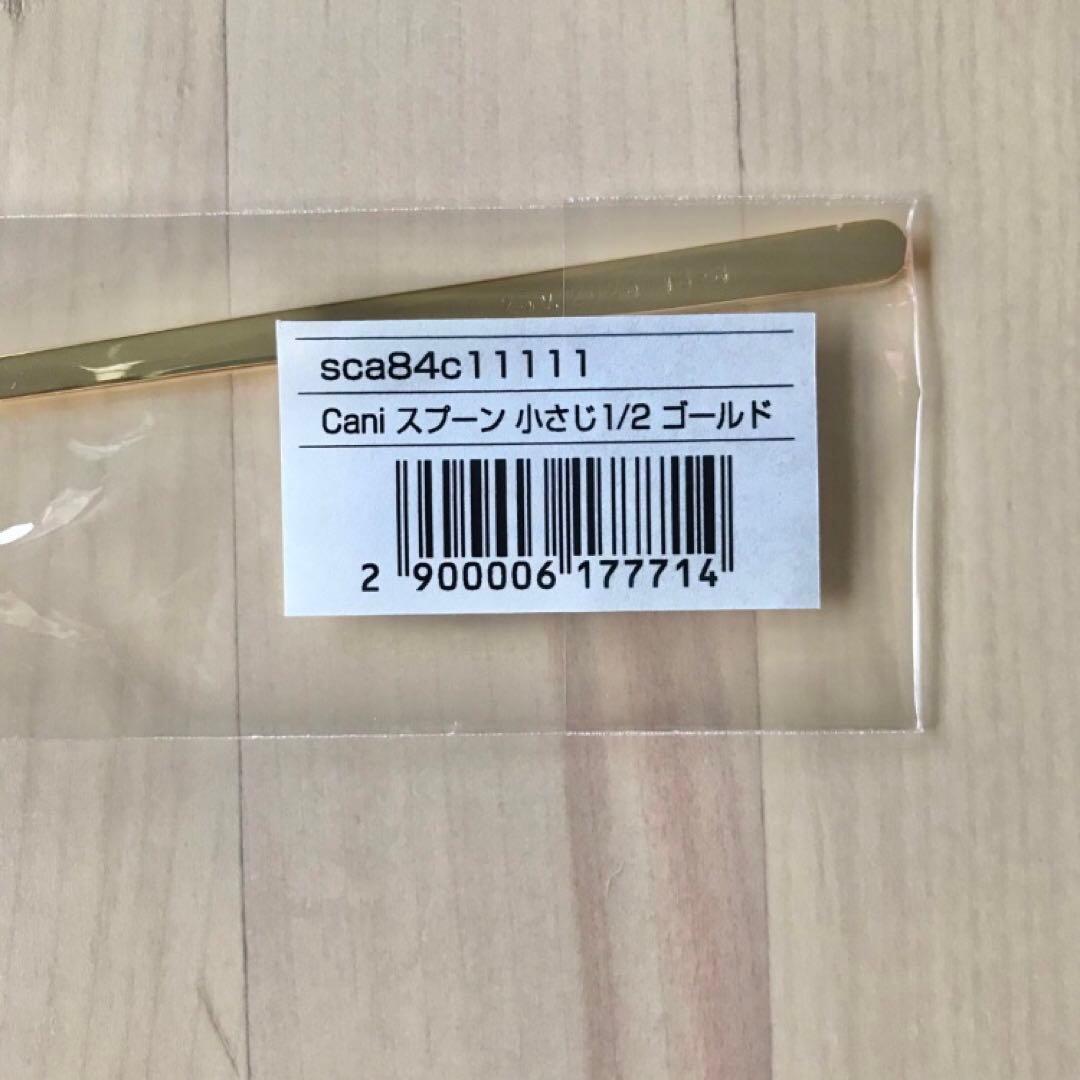 sca84c11111
Cani スプーン 小さじ1/2 ゴールド
2 900006 177714